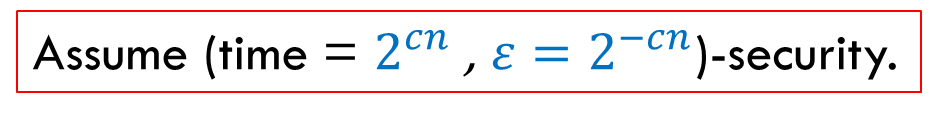 Assume (time = 2^{cn} , ε = 2^{−cn})-security.